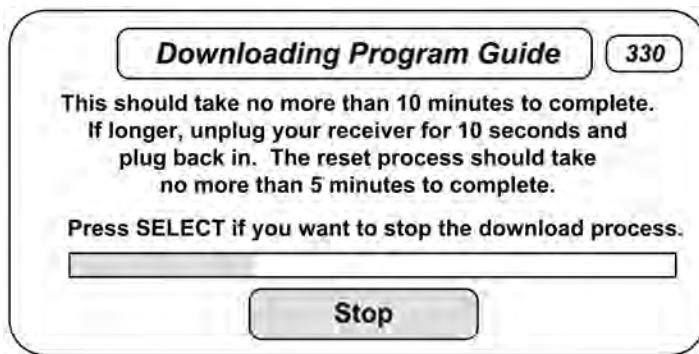 Downloading Program Guide 330
This should take no more than 10 minutes to complete.
If longer, unplug your receiver for 10 seconds and
plug back in. The reset process should take
no more than 5 minutes to complete.
Press SELECT if you want to stop the download process.
Stop